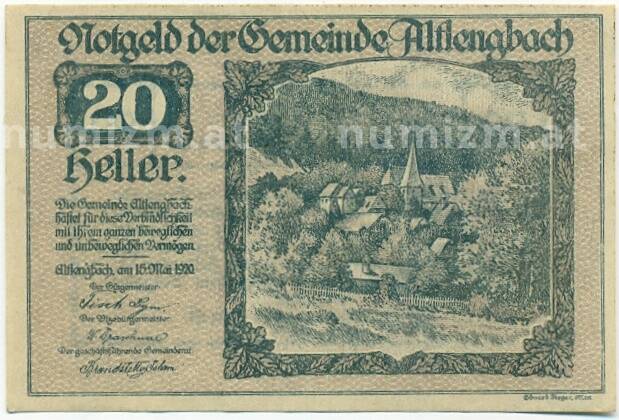 Notgeld der Gemeinde Altlengbach
20
Heller.
numizm.at numizm.at
Die Gemeinde Altlengbach
haftet für diese Verbindlichkeit
mit ihrem ganzen beweglichen
und unbeweglichen Vermögen.
Altlengbach, am 15. Mai 1920.
Der Bürgermeister
Der Vizebürgermeister
Der geschäftsführende Gemeinderat